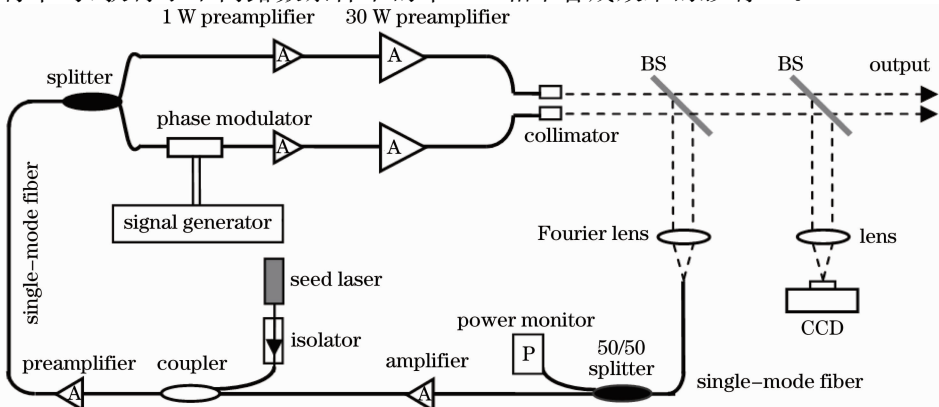 1 W preamplifier
30 W preamplifier
A
A
splitter
BS
BS
output
phase modulator
A
A
collimator
signal generator
single-mode fiber
Fourier lens
lens
seed laser
isolator
CCD
power monitor
P
50/50
splitter
preamplifier
coupler
amplifier
single-mode fiber
A
A